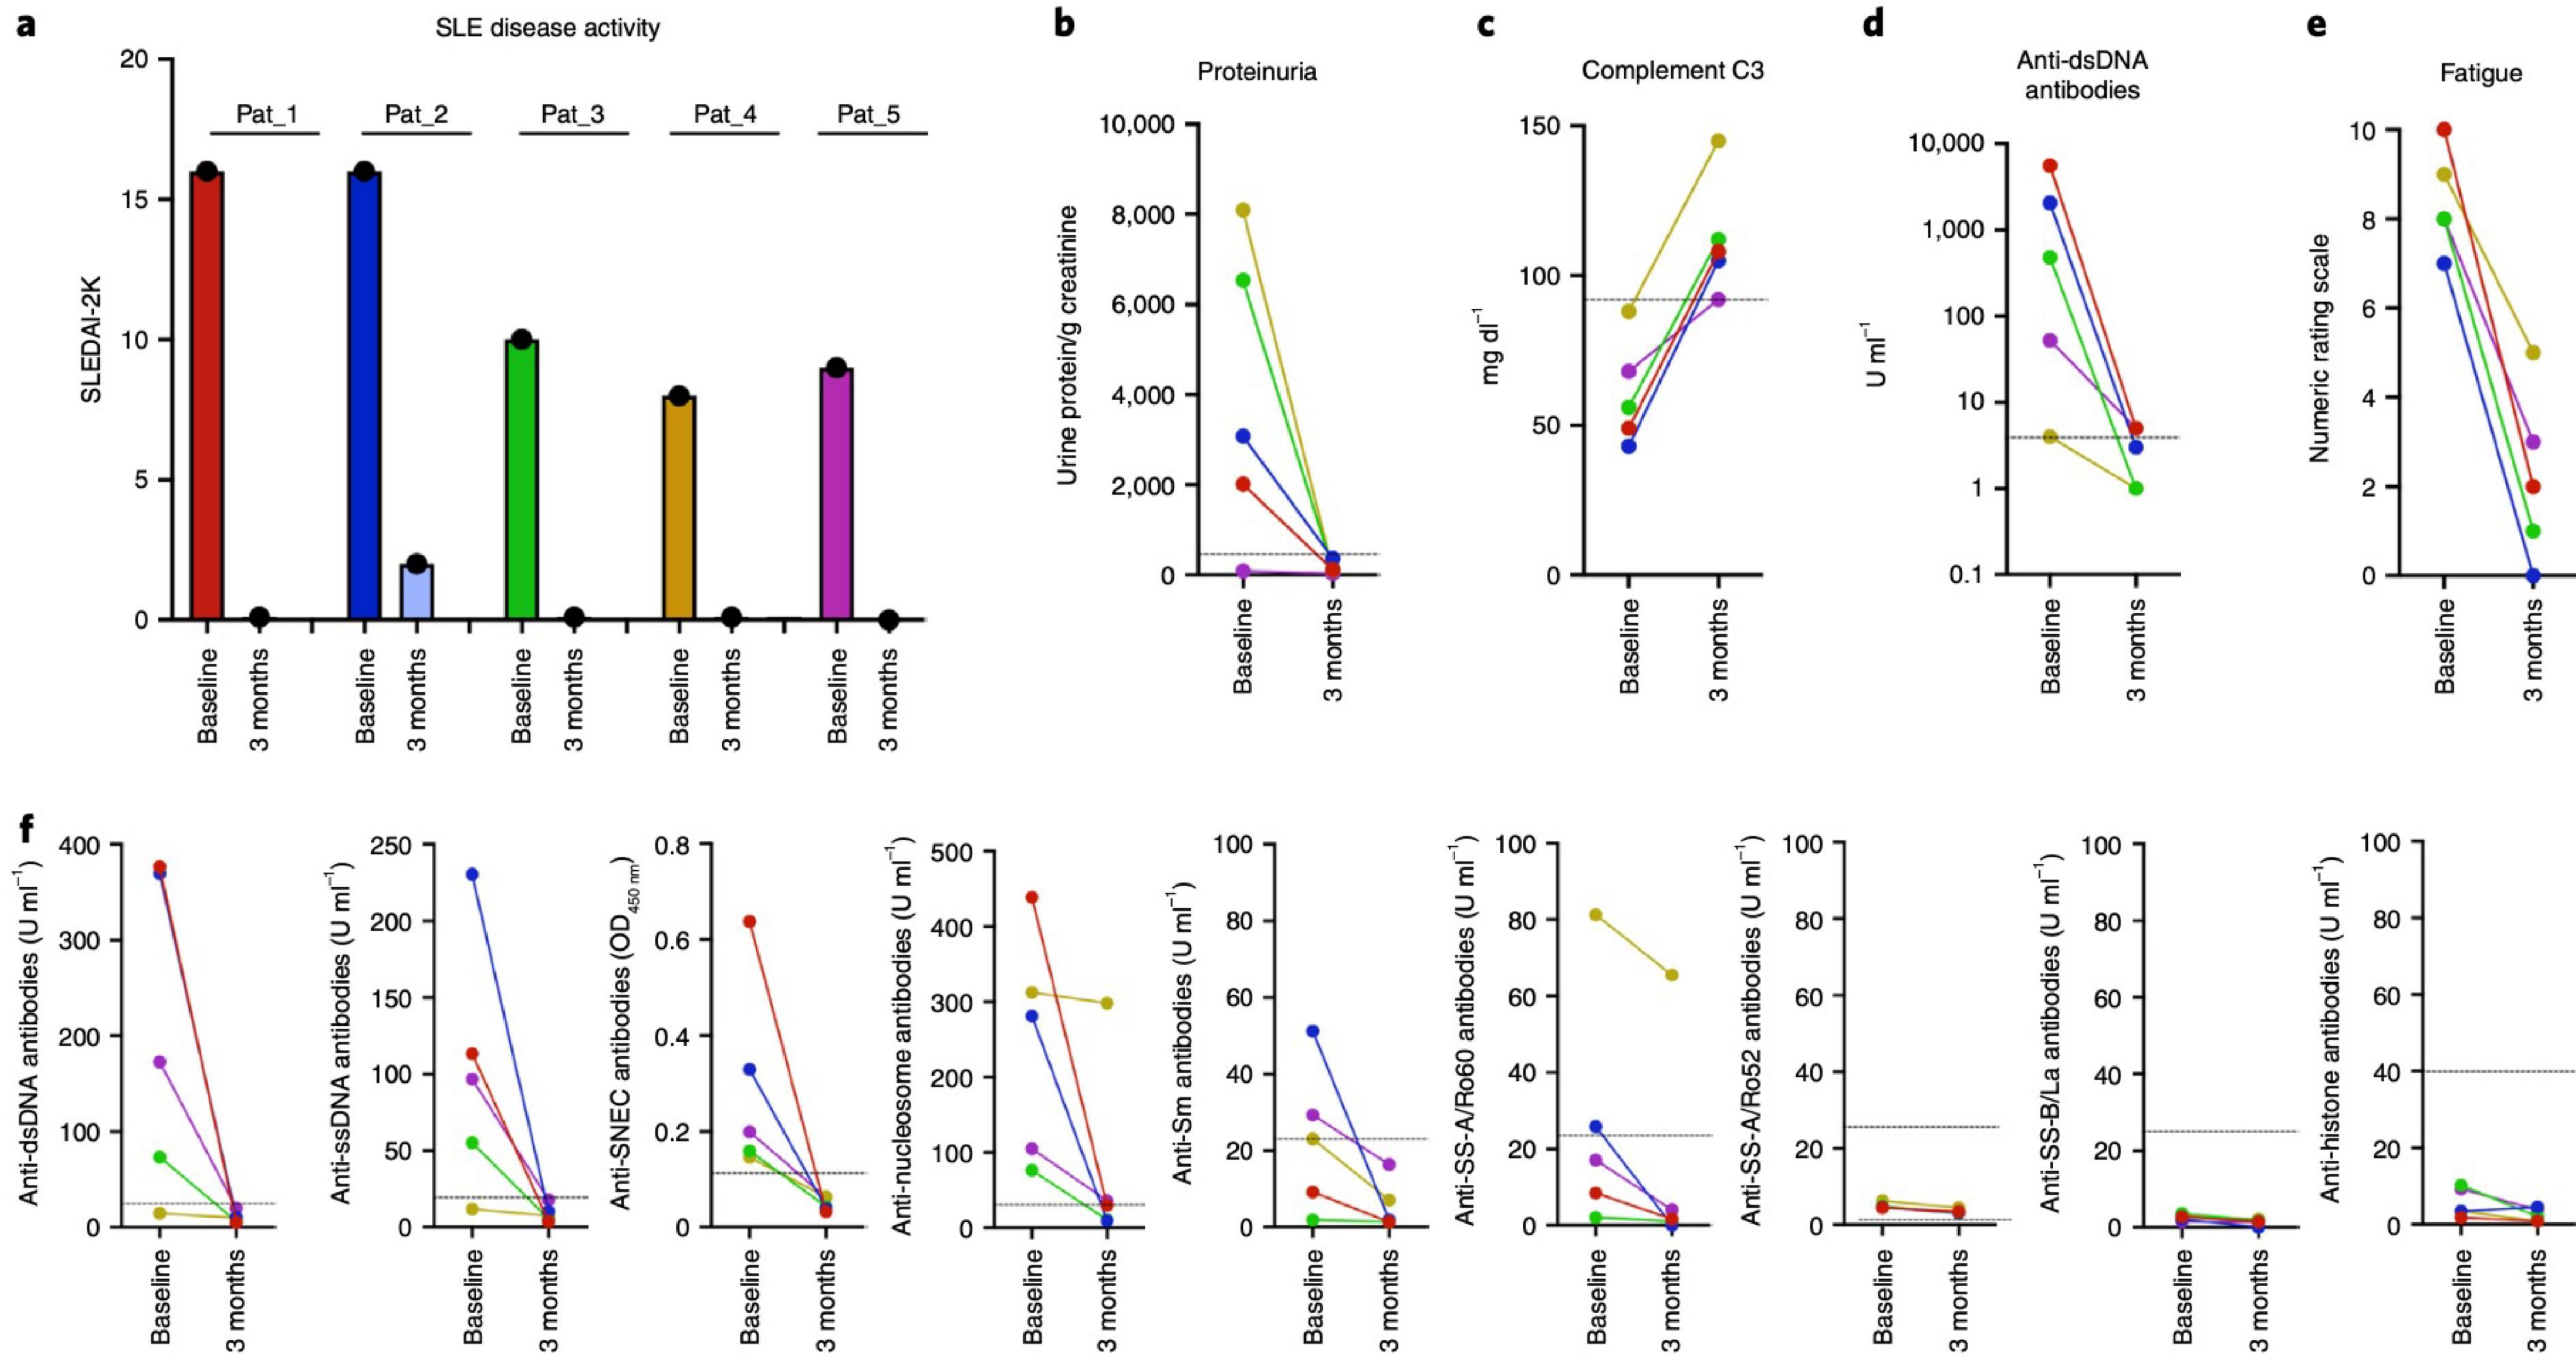 a
SLE disease activity
SLEDAI-2K
20
15
10
5
0
Pat_1
Pat_2
Pat_3
Pat_4
Pat_5
Baseline
3 months
Baseline
3 months
Baseline
3 months
Baseline
3 months
Baseline
3 months
b
Proteinuria
Urine protein/g creatinine
10,000
8,000
6,000
4,000
2,000
0
Baseline
3 months
c
Complement C3
mg dl⁻¹
150
100
50
0
Baseline
3 months
d
Anti-dsDNA
antibodies
U ml⁻¹
10,000
1,000
100
10
1
0.1
Baseline
3 months
e
Fatigue
Numeric rating scale
10
8
6
4
2
0
Baseline
3 months
f
Anti-dsDNA antibodies (U ml⁻¹)
400
300
200
100
0
Baseline
3 months
Anti-ssDNA antibodies (U ml⁻¹)
250
200
150
100
50
0
Baseline
3 months
Anti-SNEC antibodies (OD450 nm)
0.8
0.6
0.4
0.2
0
Baseline
3 months
Anti-nucleosome antibodies (U ml⁻¹)
500
400
300
200
100
0
Baseline
3 months
Anti-Sm antibodies (U ml⁻¹)
100
80
60
40
20
0
Baseline
3 months
Anti-SS-A/Ro60 antibodies (U ml⁻¹)
100
80
60
40
20
0
Baseline
3 months
Anti-SS-A/Ro52 antibodies (U ml⁻¹)
100
80
60
40
20
0
Baseline
3 months
Anti-SS-B/La antibodies (U ml⁻¹)
100
80
60
40
20
0
Baseline
3 months
Anti-histone antibodies (U ml⁻¹)
100
80
60
40
20
0
Baseline
3 months